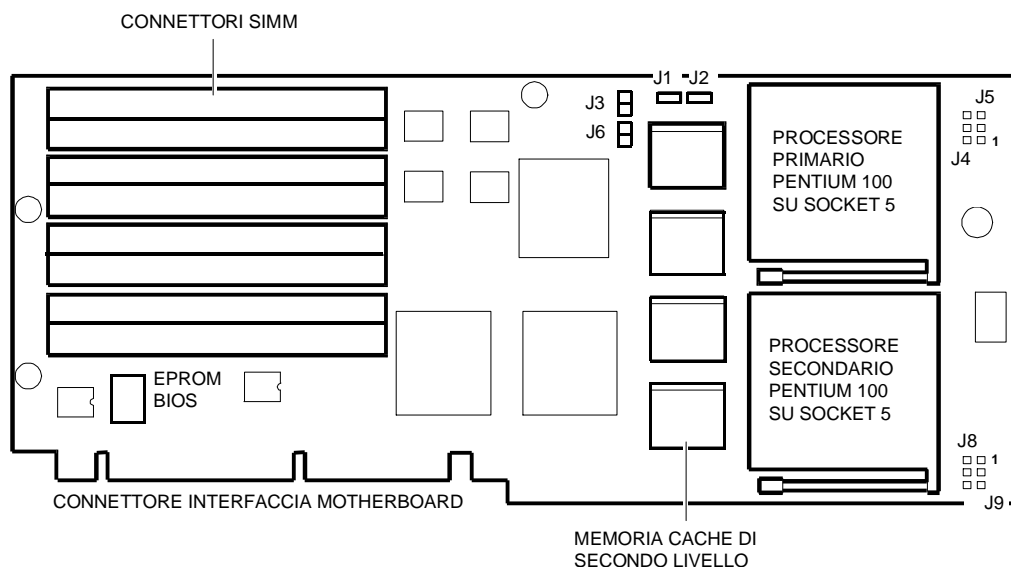 CONNETTORI SIMM
J1 J2
J3
J6
J5
1
J4
PROCESSORE
PRIMARIO
PENTIUM 100
SU SOCKET 5
PROCESSORE
SECONDARIO
PENTIUM 100
SU SOCKET 5
EPROM
BIOS
J8
1
J9
CONNETTORE INTERFACCIA MOTHERBOARD
MEMORIA CACHE DI
SECONDO LIVELLO